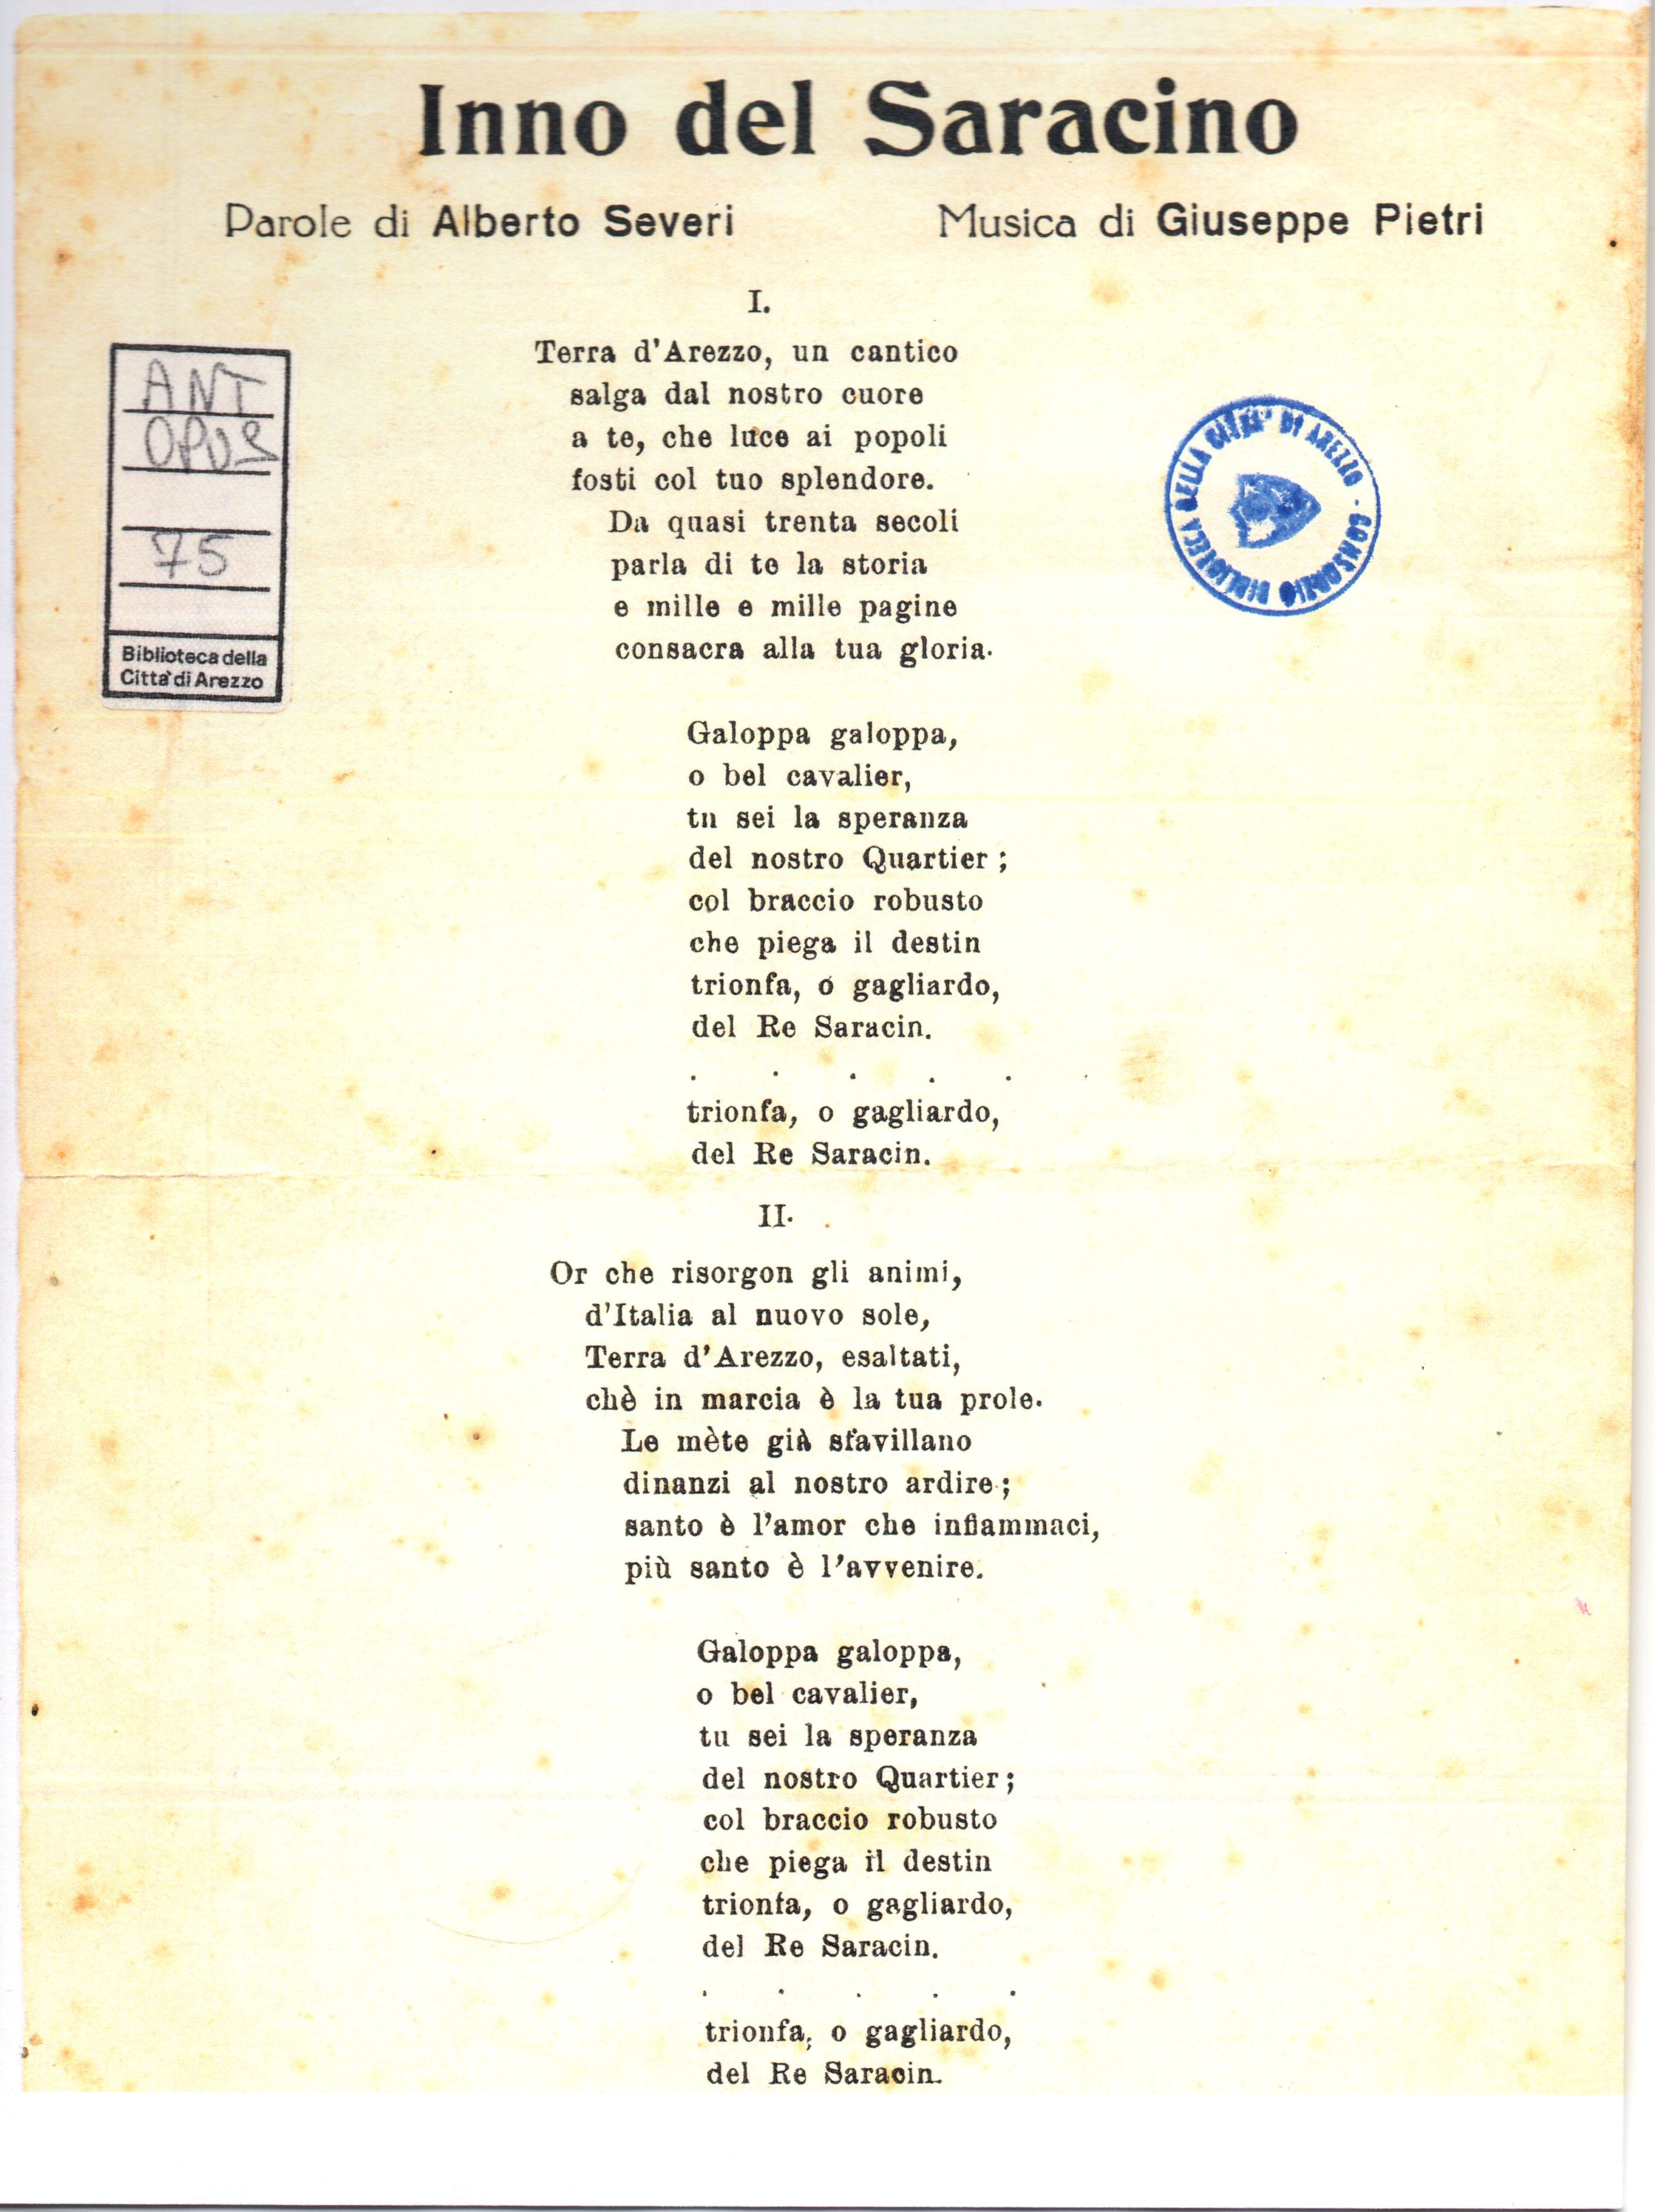 Inno del Saracino
Parole di Alberto Severi
Musica di Giuseppe Pietri
I.
Terra d'Arezzo, un cantico
salga dal nostro cuore
a te, che luce ai popoli
fosti col tuo splendore.
Da quasi trenta secoli
parla di te la storia
e mille e mille pagine
consacra alla tua gloria.
ANT
OPUS
75
Biblioteca della
Città di Arezzo
BIBLIOTECA DELLA CITTA' DI AREZZO - CONSORZIO
Galoppa galoppa,
o bel cavalier,
tu sei la speranza
del nostro Quartier ;
col braccio robusto
che piega il destin
trionfa, o gagliardo,
del Re Saracin.
. . . . . .
trionfa, o gagliardo,
del Re Saracin.
II.
Or che risorgon gli animi,
d'Italia al nuovo sole,
Terra d'Arezzo, esaltati,
chè in marcia è la tua prole.
Le mète già sfavillano
dinanzi al nostro ardire ;
santo è l'amor che infiammaci,
più santo è l'avvenire.
Galoppa galoppa,
o bel cavalier,
tu sei la speranza
del nostro Quartier ;
col braccio robusto
che piega il destin
trionfa, o gagliardo,
del Re Saracin.
. . . . .
trionfa, o gagliardo,
del Re Saracin.